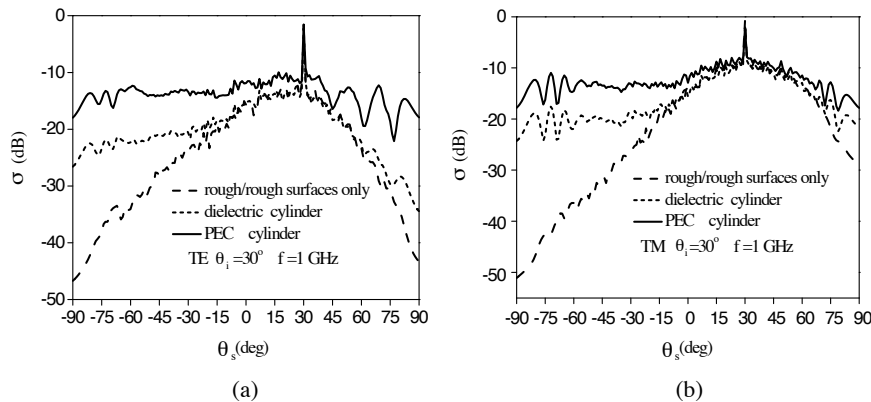 0
-10
-20
-30
-40
-50
σ (dB)
rough/rough surfaces only
dielectric cylinder
PEC cylinder
TE θi =30° f =1 GHz
-90 -75 -60 -45 -30 -15 0 15 30 45 60 75 90
θs(deg)
(a)
0
-10
-20
-30
-40
-50
σ (dB)
rough/rough surfaces only
dielectric cylinder
PEC cylinder
TM θi =30° f =1 GHz
-90 -75 -60 -45 -30 -15 0 15 30 45 60 75 90
θs(deg)
(b)